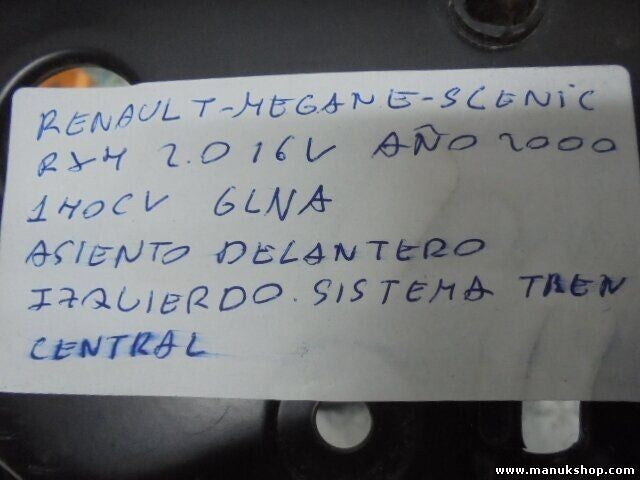 RENAULT-MEGANE-SCENIC
RX4 2.0 16V AÑO 2000
140CV GLNA
ASIENTO DELANTERO
IZQUIERDO. SISTEMA TREN
CENTRAL
www.manukshop.com